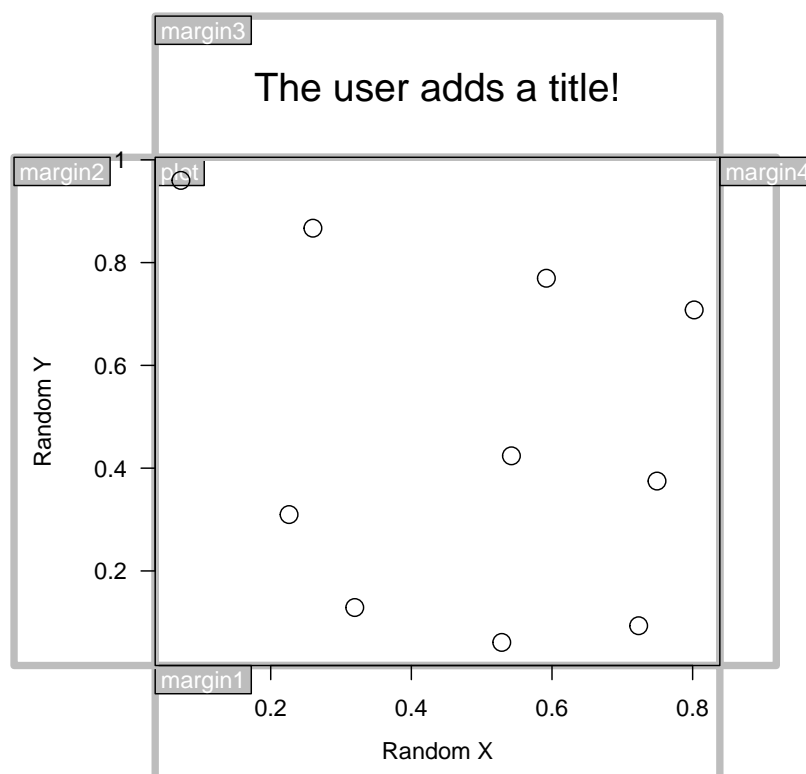 margin3
The user adds a title!
margin2
plot
margin4
1
0.8
0.6
0.4
0.2
Random Y
margin1
0.2 0.4 0.6 0.8
Random X